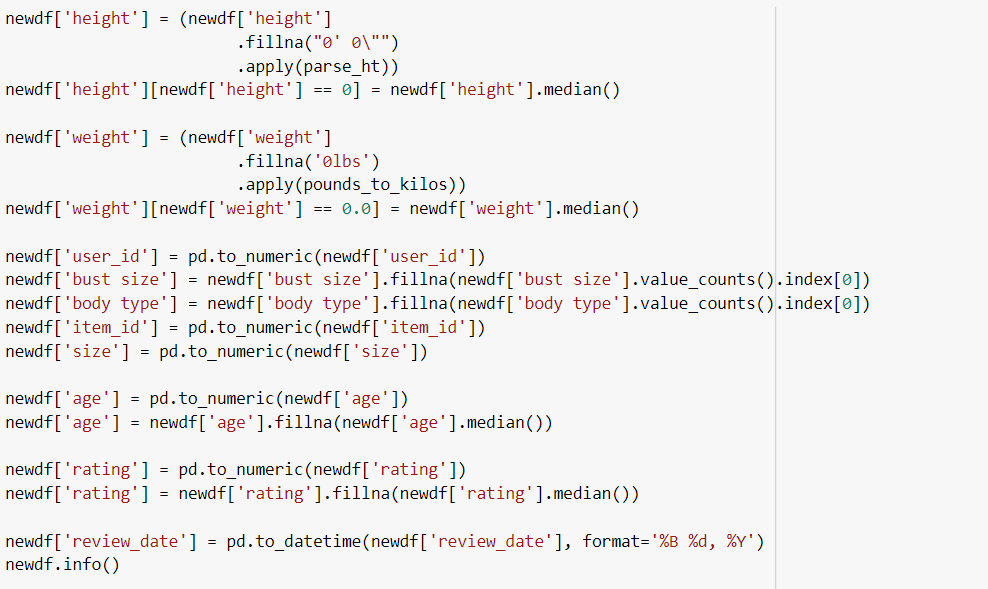 newdf['height'] = (newdf['height']
                        .fillna("0' 0\"")
                        .apply(parse_ht))
newdf['height'][newdf['height'] == 0] = newdf['height'].median()

newdf['weight'] = (newdf['weight']
                        .fillna('0lbs')
                        .apply(pounds_to_kilos))
newdf['weight'][newdf['weight'] == 0.0] = newdf['weight'].median()

newdf['user_id'] = pd.to_numeric(newdf['user_id'])
newdf['bust size'] = newdf['bust size'].fillna(newdf['bust size'].value_counts().index[0])
newdf['body type'] = newdf['body type'].fillna(newdf['body type'].value_counts().index[0])
newdf['item_id'] = pd.to_numeric(newdf['item_id'])
newdf['size'] = pd.to_numeric(newdf['size'])

newdf['age'] = pd.to_numeric(newdf['age'])
newdf['age'] = newdf['age'].fillna(newdf['age'].median())

newdf['rating'] = pd.to_numeric(newdf['rating'])
newdf['rating'] = newdf['rating'].fillna(newdf['rating'].median())

newdf['review_date'] = pd.to_datetime(newdf['review_date'], format='%B %d, %Y')
newdf.info()